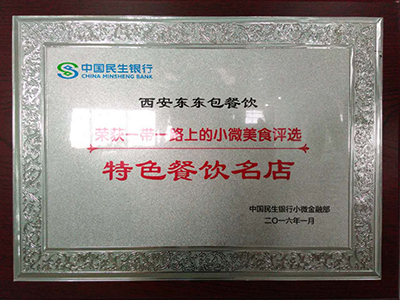 中国民生银行
CHINA MINSHENG BANK
西安东东包餐饮
荣获一带一路上的小微美食评选
特色餐饮名店
中国民生银行小微金融部
二〇一六年一月